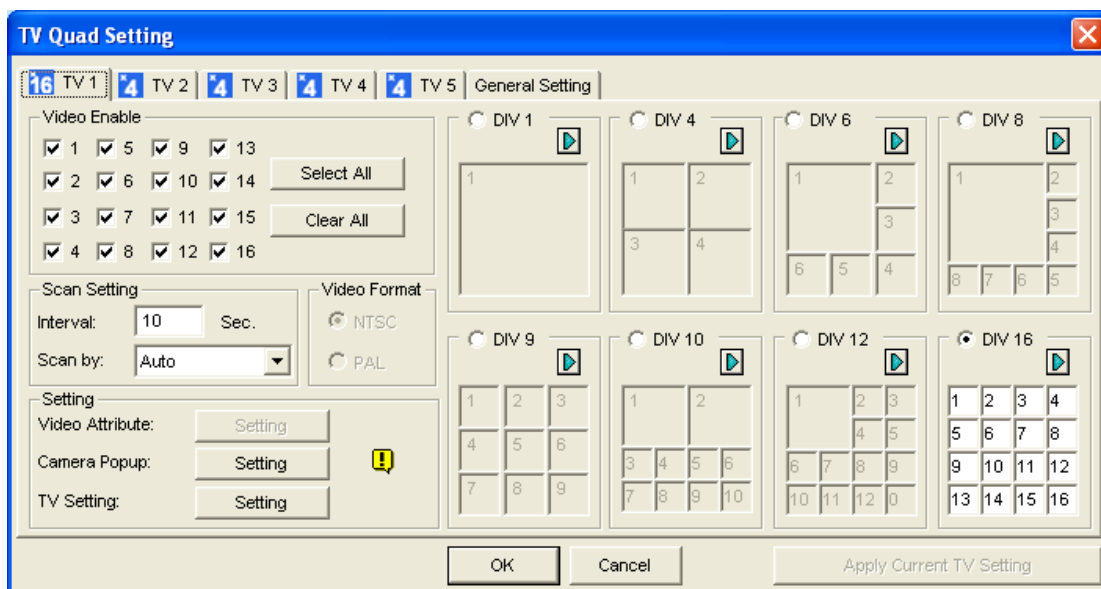 TV Quad Setting
16 TV 1 4 TV 2 4 TV 3 4 TV 4 4 TV 5 General Setting
Video Enable
1 5 9 13
2 6 10 14
3 7 11 15
4 8 12 16
Select All
Clear All
Scan Setting
Interval: 10 Sec.
Scan by: Auto
Video Format
NTSC
PAL
Setting
Video Attribute: Setting
Camera Popup: Setting
TV Setting: Setting
DIV 1
1
DIV 4
1 2
3 4
DIV 6
1 2
3
6 5 4
DIV 8
1 2
3
4
8 7 6 5
DIV 9
1 2 3
4 5 6
7 8 9
DIV 10
1 2
3 4 5 6
7 8 9 10
DIV 12
1 2 3
4 5
6 7 8 9
10 11 12 0
DIV 16
1 2 3 4
5 6 7 8
9 10 11 12
13 14 15 16
OK Cancel Apply Current TV Setting